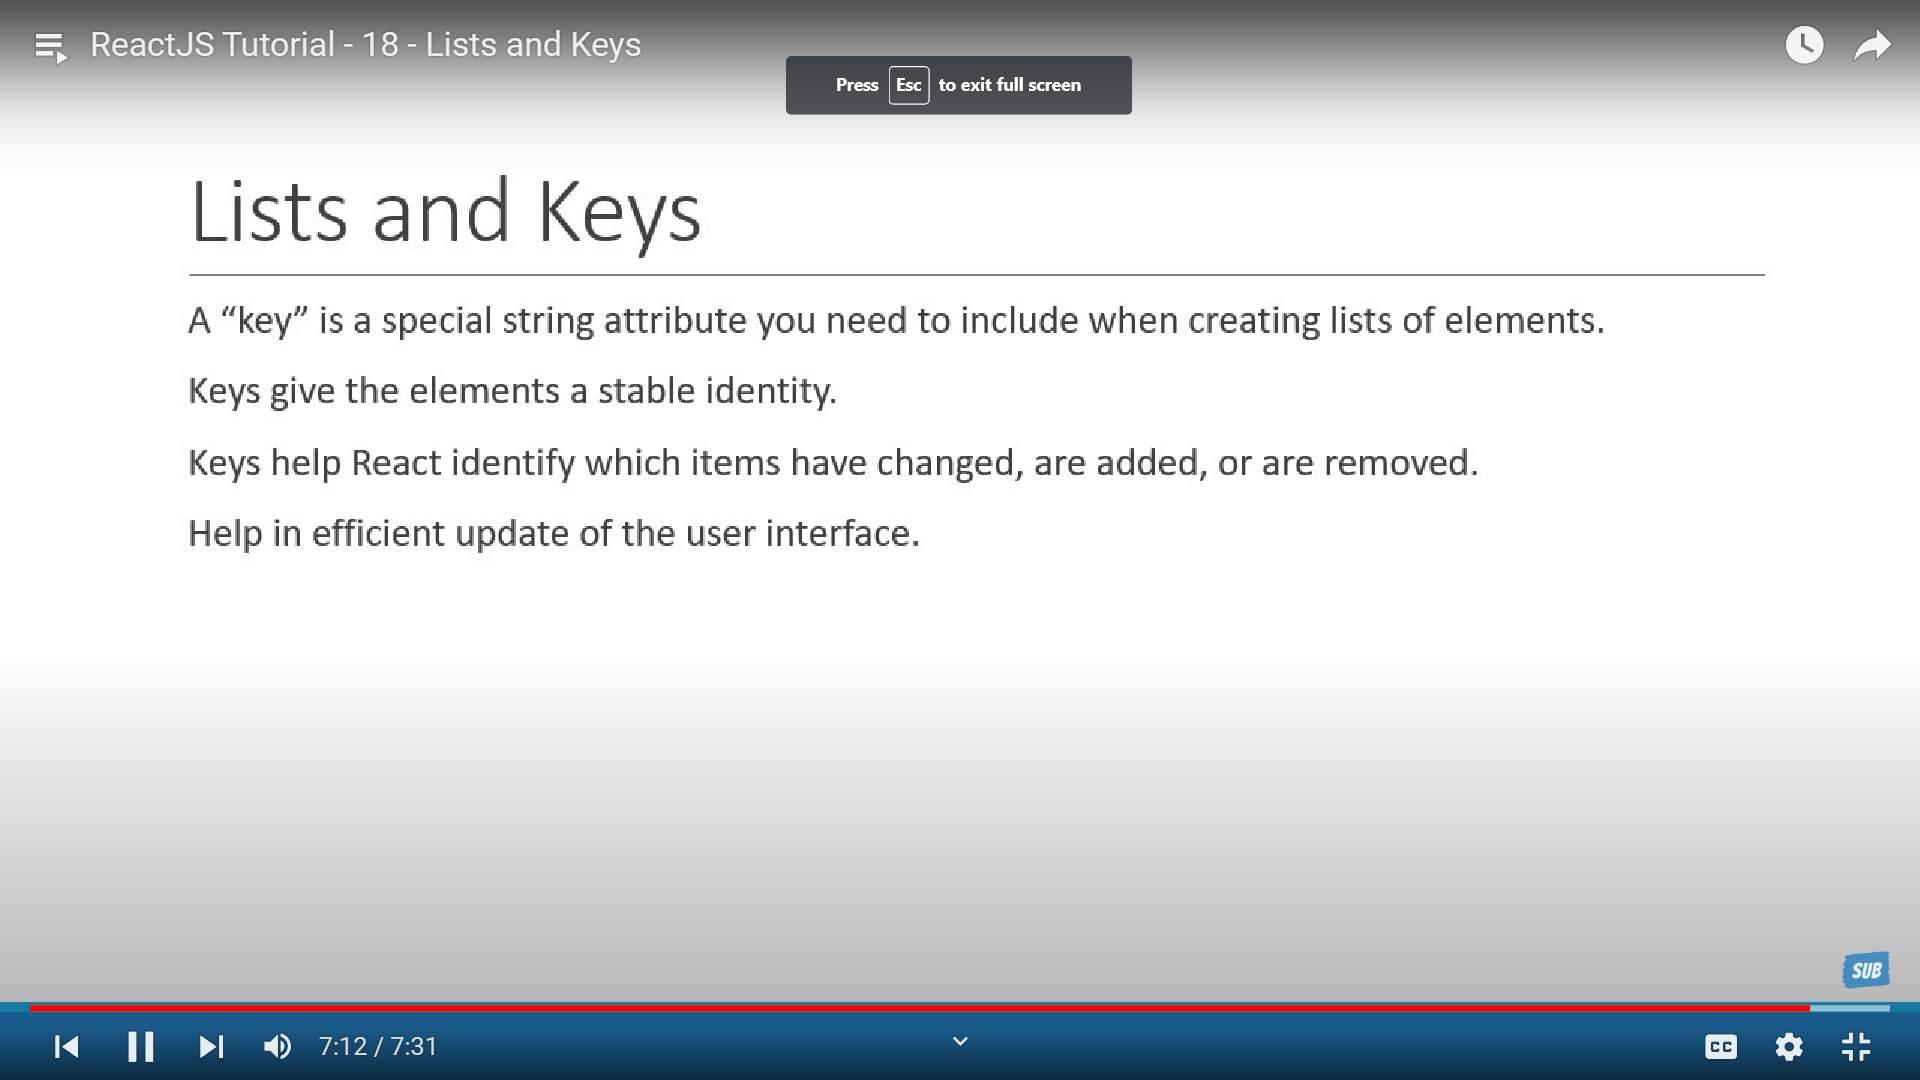 ReactJS Tutorial - 18 - Lists and Keys
Press Esc to exit full screen
Lists and Keys
A “key” is a special string attribute you need to include when creating lists of elements.
Keys give the elements a stable identity.
Keys help React identify which items have changed, are added, or are removed.
Help in efficient update of the user interface.
SUB
7:12 / 7:31
CC